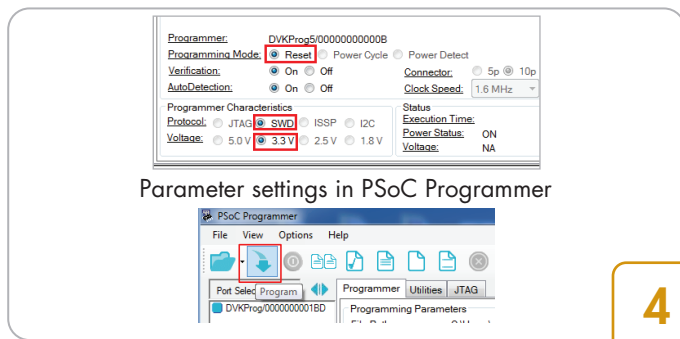 Programmer: DVKProg5/00000000000B
Programming Mode: Reset Power Cycle Power Detect
Verification: On Off Connector: 5p 10p
AutoDetection: On Off Clock Speed: 1.6 MHz
Programmer Characteristics Status
Protocol: JTAG SWD ISSP I2C Execution Time:
Voltage: 5.0 V 3.3 V 2.5 V 1.8 V Power Status: ON
Voltage: NA
Parameter settings in PSoC Programmer
PSoC Programmer
File View Options Help
Port Selec Program Programmer Utilities JTAG
DVKProg/0000000001BD Programming Parameters
4